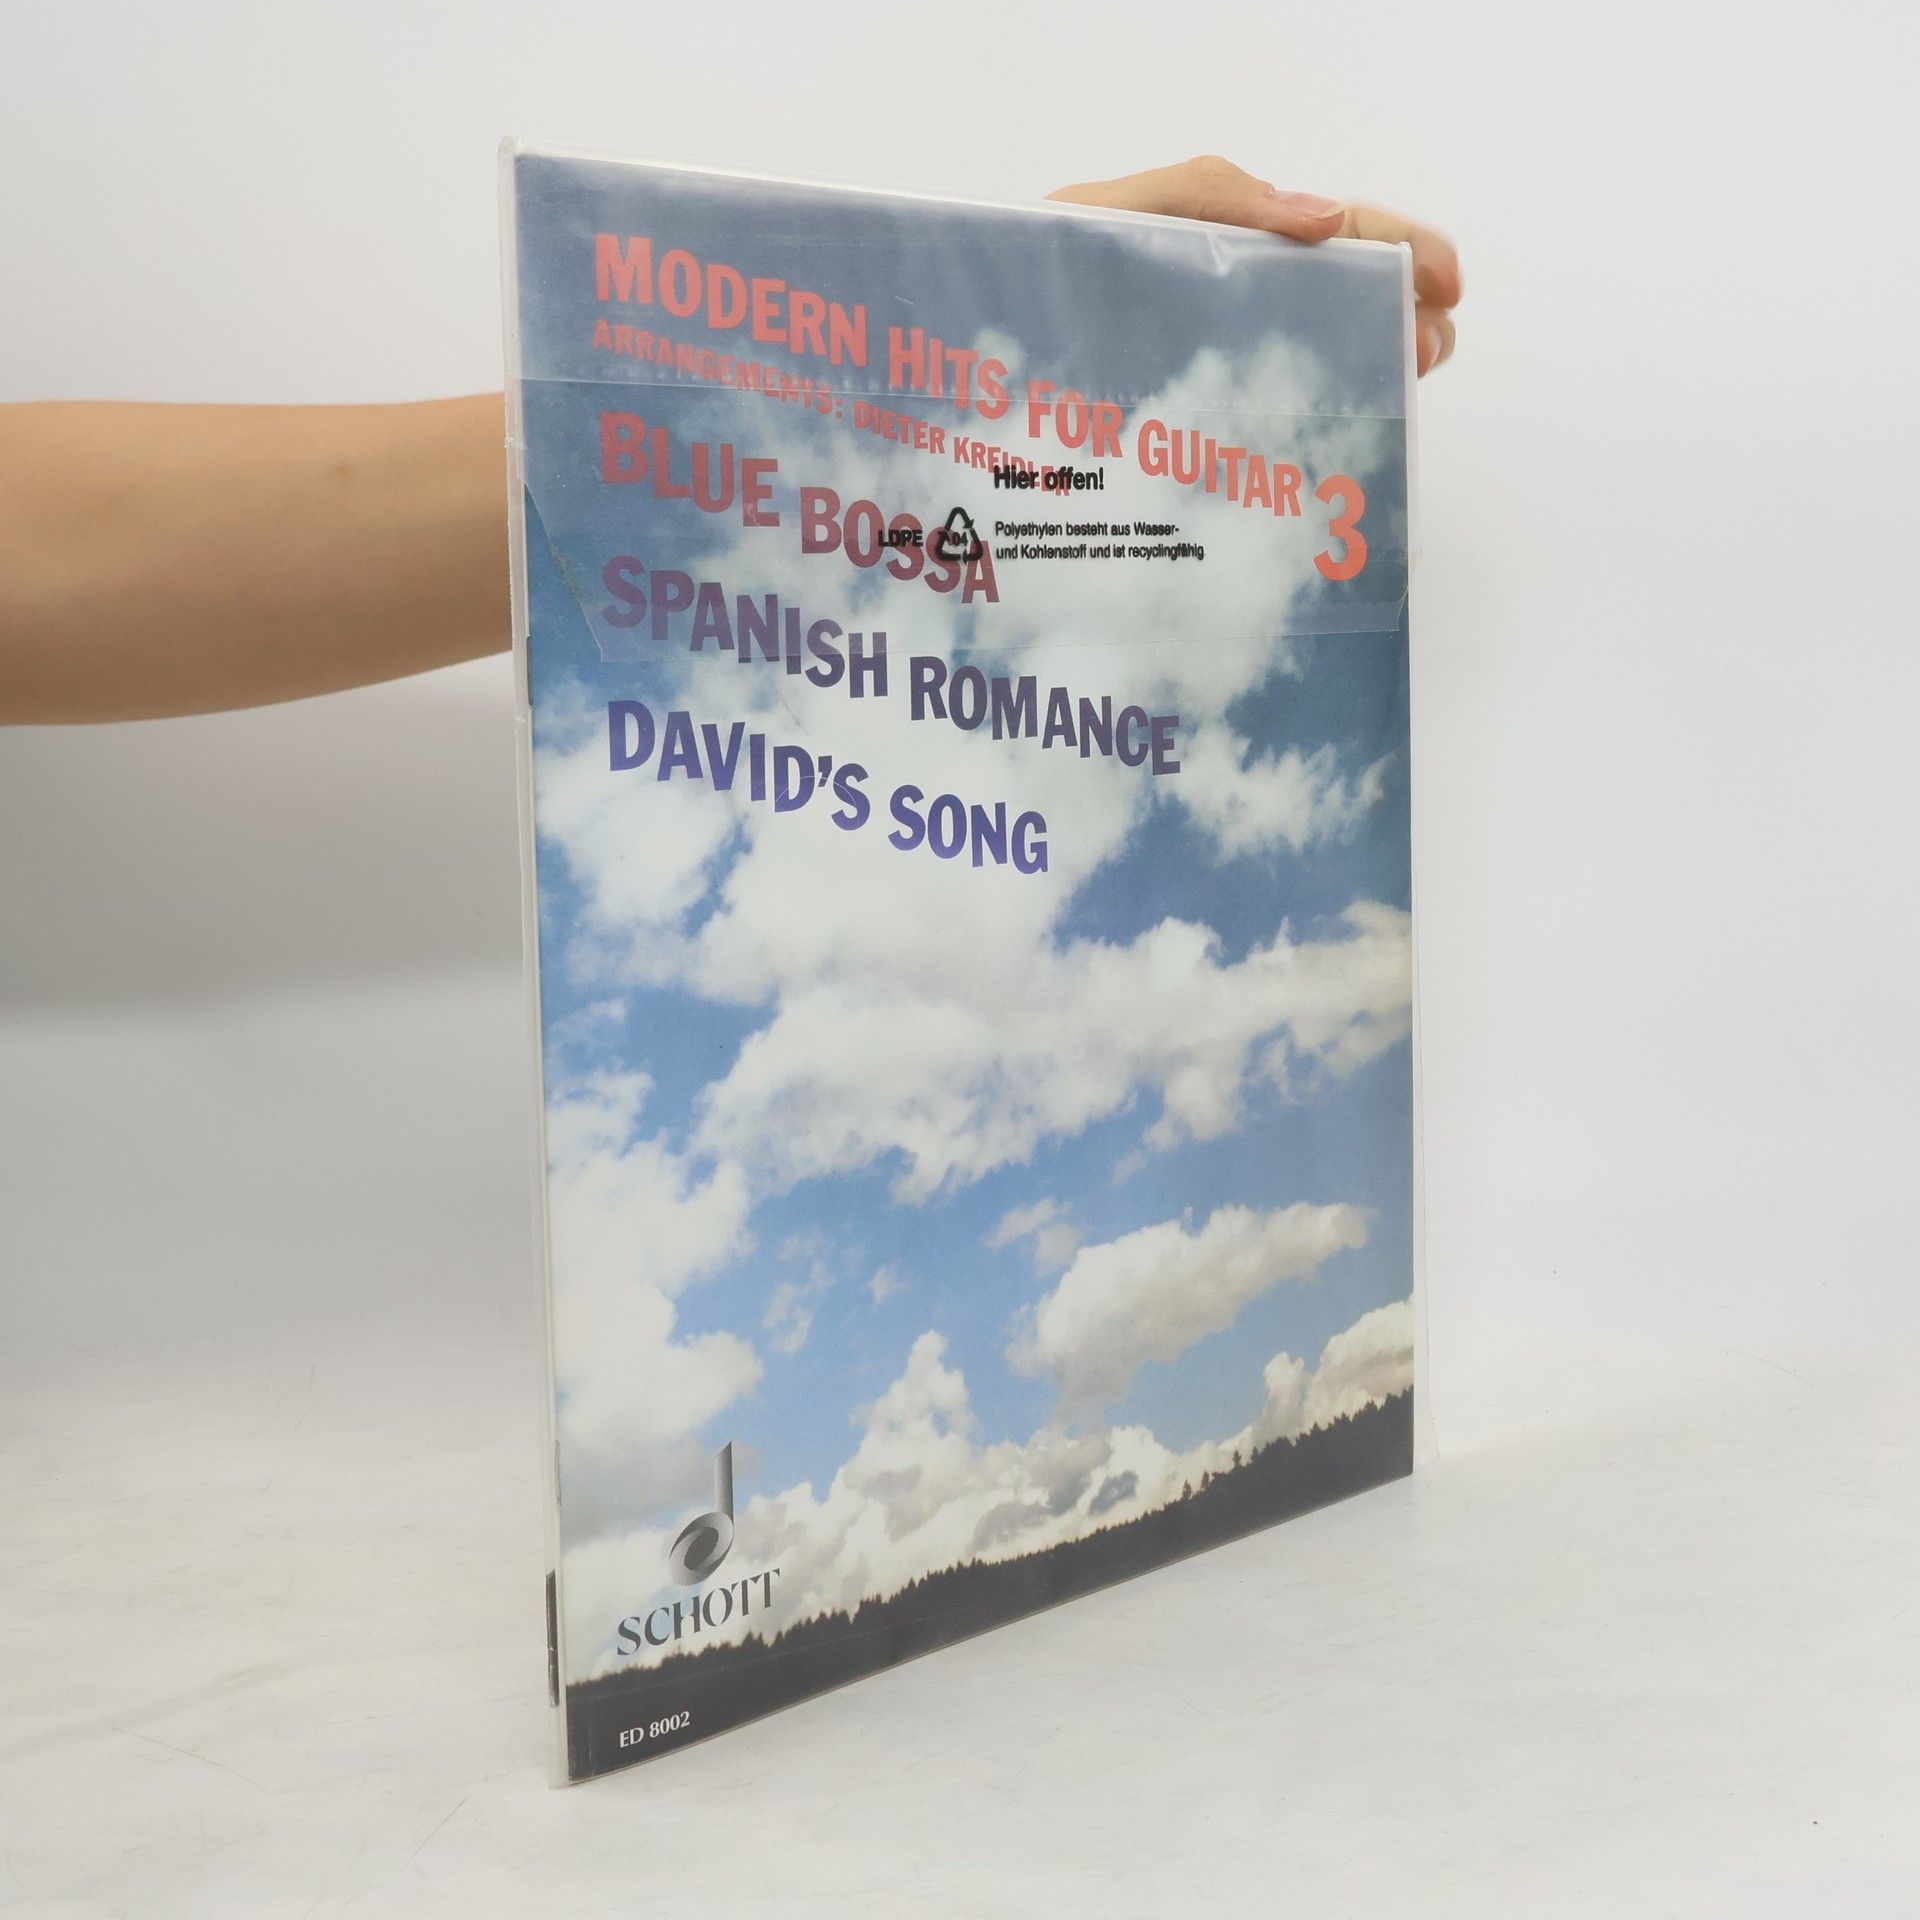 MODERN HITS FOR GUITAR 3
ARRANGEMENTS: DIETER KREIDLER
BLUE BOSSA
SPANISH ROMANCE
DAVID'S SONG
Hier offen!
LDPE 04
Polyethylen besteht aus Wasser-
und Kohlenstoff und ist recyclingfähig
SCHOTT
ED 8002